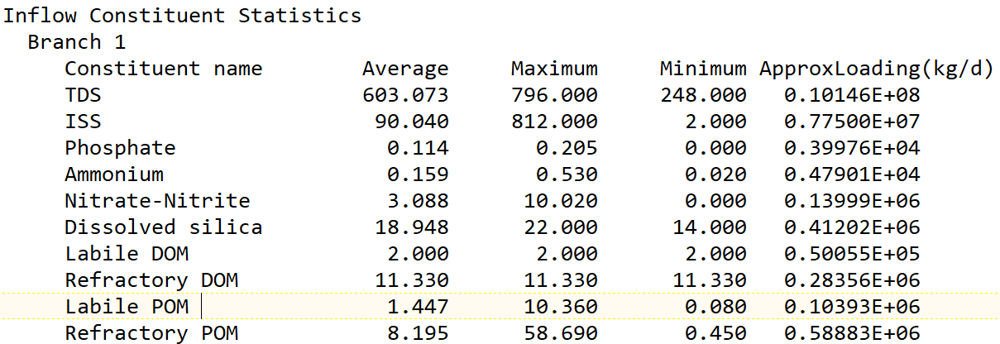 Inflow Constituent Statistics
Branch 1
Constituent name Average Maximum Minimum ApproxLoading(kg/d)
TDS 603.073 796.000 248.000 0.10146E+08
ISS 90.040 812.000 2.000 0.77500E+07
Phosphate 0.114 0.205 0.000 0.39976E+04
Ammonium 0.159 0.530 0.020 0.47901E+04
Nitrate-Nitrite 3.088 10.020 0.000 0.13999E+06
Dissolved silica 18.948 22.000 14.000 0.41202E+06
Labile DOM 2.000 2.000 2.000 0.50055E+05
Refractory DOM 11.330 11.330 11.330 0.28356E+06
Labile POM 1.447 10.360 0.080 0.10393E+06
Refractory POM 8.195 58.690 0.450 0.58883E+06